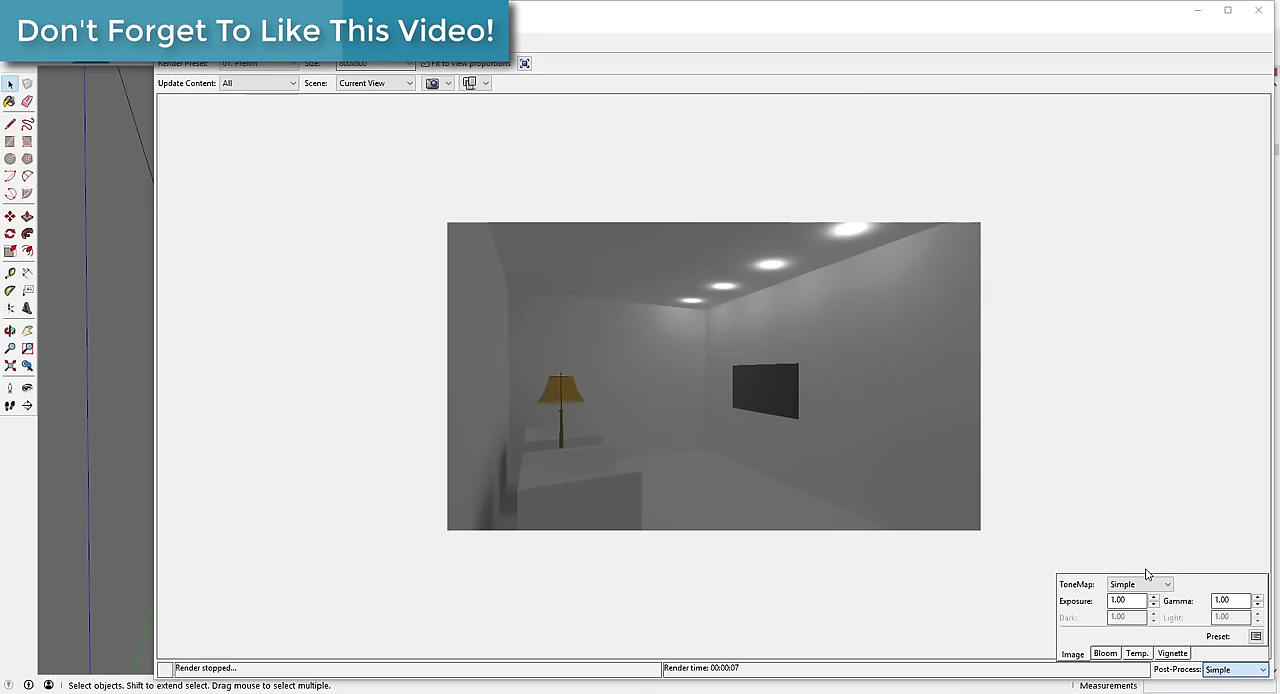 Don't Forget To Like This Video!
Render Preset: 01. Prelim Size: 800x600 Fit to view proportions
Update Content: All Scene: Current View
ToneMap: Simple
Exposure: 1.00 Gamma: 1.00
Dark: 1.00 Light: 1.00
Preset:
Image Bloom Temp. Vignette
Render stopped... Render time: 00:00:07 Post-Process: Simple
Select objects. Shift to extend select. Drag mouse to select multiple. Measurements